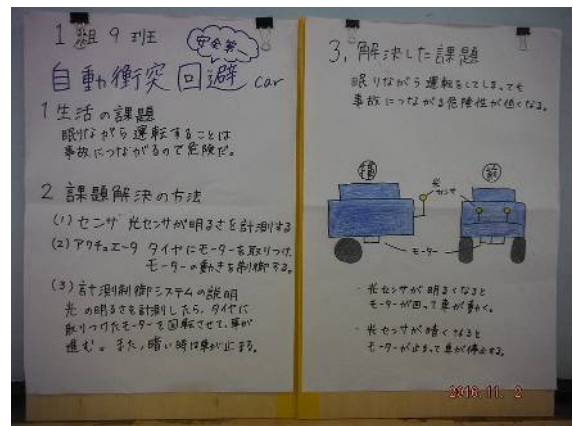 1組9班
安全第一
自動衝突回避car
1 生活の課題
眠りながら運転することは
事故につながるので危険だ。
2 課題解決の方法
(1) センサ 光センサが明るさを計測する
(2) アクチュエータ タイヤにモーターを取りつけ、
モーターの動きを制御する。
(3) 計測制御システムの説明
光の明るさを計測したら、タイヤに
取りつけたモーターを回転させて、車が
進む。また、暗い時は車が止まる。
3. 解決した課題
眠りながら運転をしてしまっても
事故につながる危険性が低くなる。
横
光
センサ
前
モーター
・光センサが明るくなると
モーターが回って車が動く。
・光センサが暗くなると
モーターが止まって車が停止する。
2016.11. 2